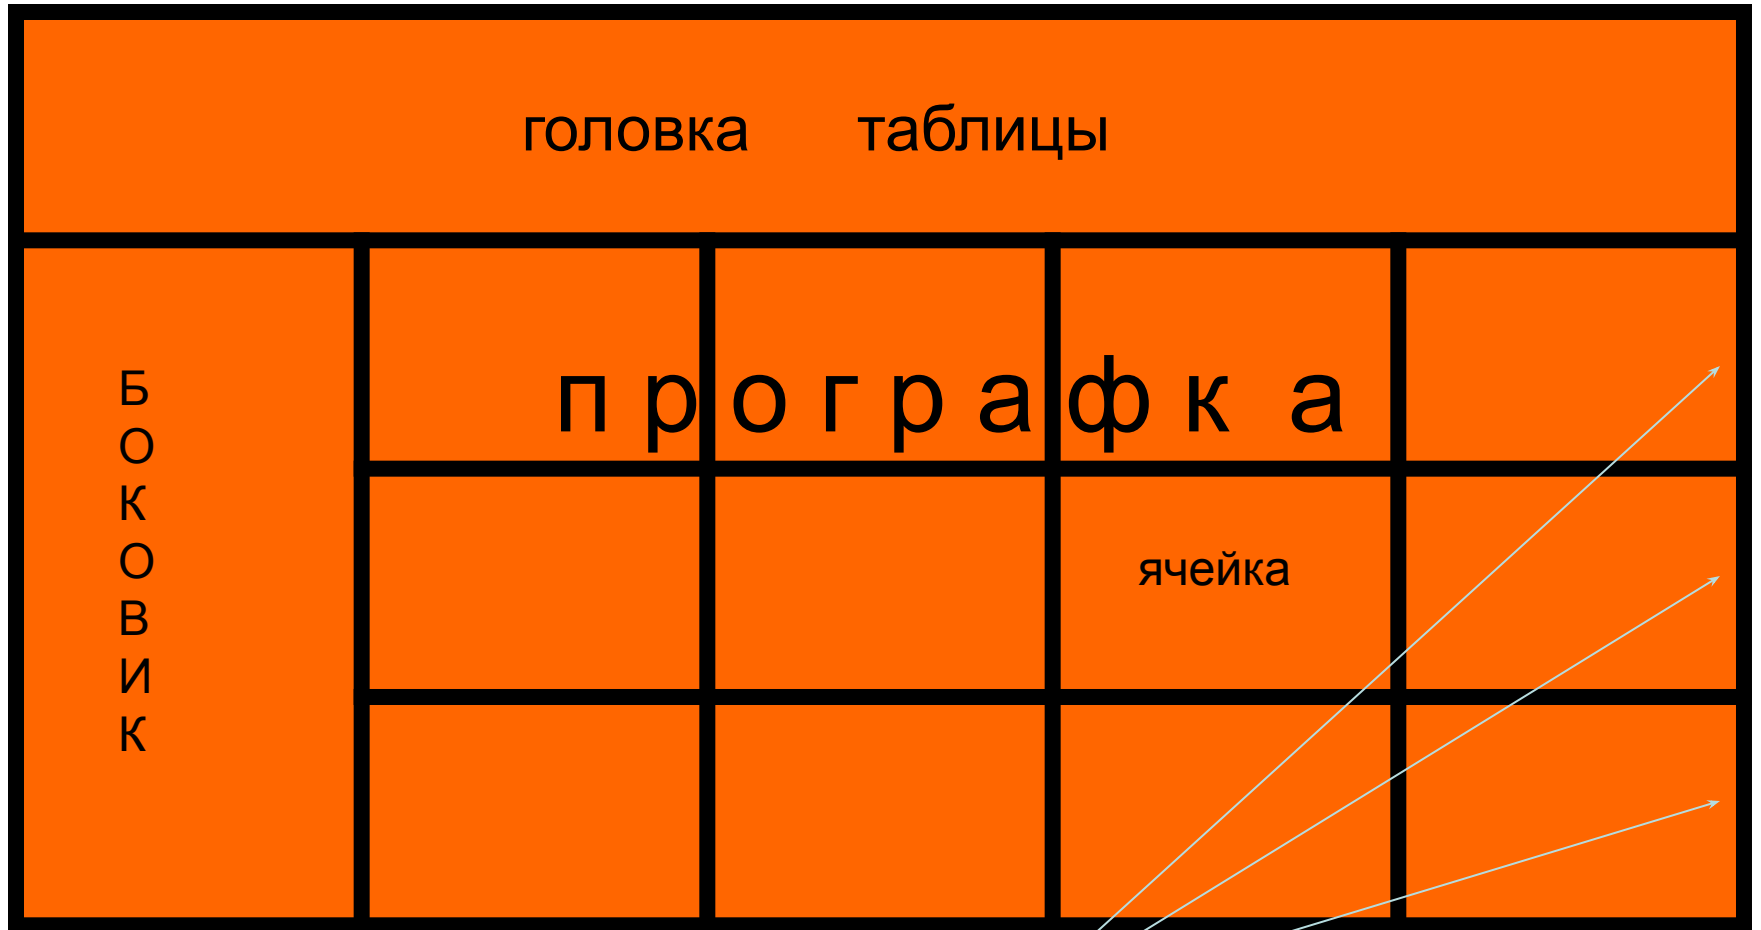 головка таблицы
п р о г р а ф к а
ячейка
Б
О
К
О
В
И
К